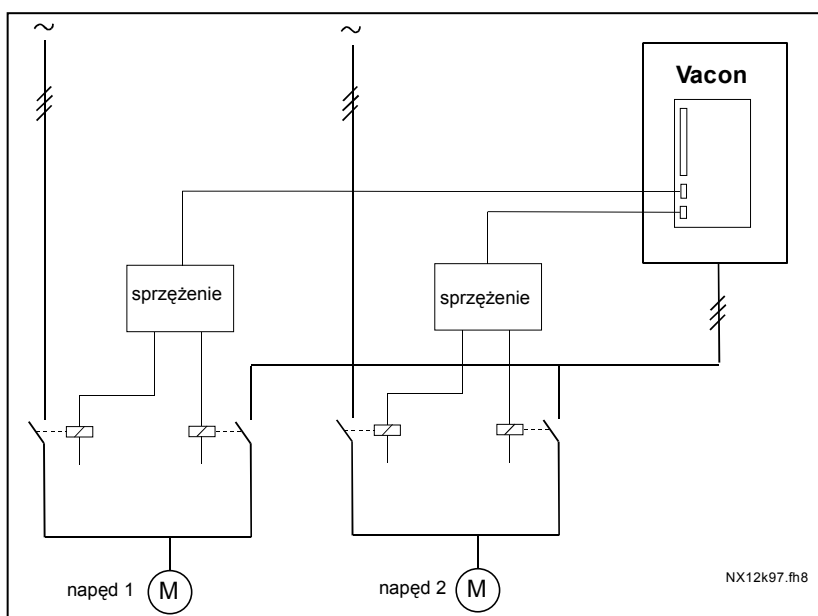 ~ ~
Vacon
sprzężenie sprzężenie
napęd 1 M napęd 2 M
NX12k97.fh8